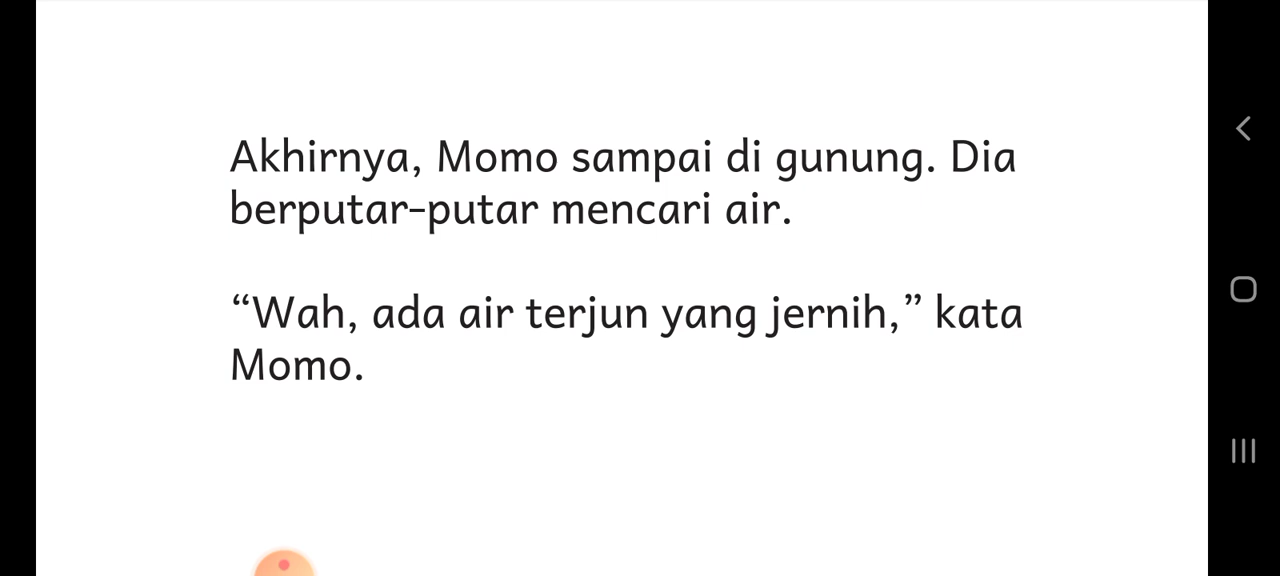 Akhirnya, Momo sampai di gunung. Dia
berputar-putar mencari air.
“Wah, ada air terjun yang jernih,” kata
Momo.